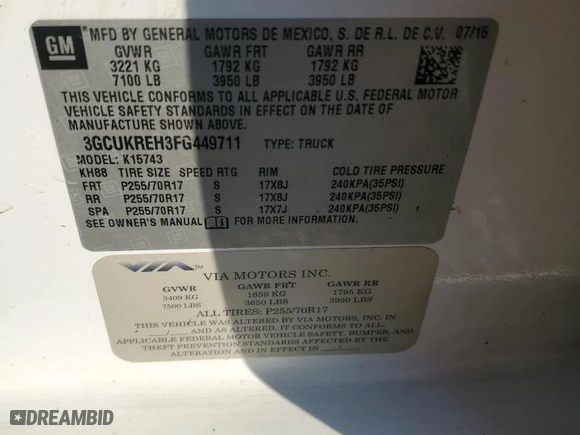 GM
MFD BY GENERAL MOTORS DE MEXICO, S. DE R.L. DE C.V. 07/15
GVWR GAWR FRT GAWR RR
3221 KG 1792 KG 1792 KG
7100 LB 3950 LB 3950 LB
THIS VEHICLE CONFORMS TO ALL APPLICABLE U.S. FEDERAL MOTOR
VEHICLE SAFETY STANDARDS IN EFFECT ON THE DATE OF
MANUFACTURE SHOWN ABOVE.
3GCUKREH3FG449711 TYPE: TRUCK
MODEL: K15743
KH88 TIRE SIZE SPEED RTG RIM COLD TIRE PRESSURE
FRT P255/70R17 S 17X8J 240KPA(35PSI)
RR P255/70R17 S 17X8J 240KPA(35PSI)
SPA P255/70R17 S 17X7J 240KPA(35PSI)
SEE OWNER'S MANUAL FOR MORE INFORMATION.
VIA TM
VIA MOTORS INC.
GVWR GAWR FRT GAWR RR
3409 KG 1659 KG 1795 KG
7500 LBS 3650 LBS 3950 LBS
ALL TIRES: P255/70R17
THIS VEHICLE WAS ALTERED BY VIA MOTORS, INC. IN
___/___ AND AS ALTERED, IT CONFORMS TO ALL
APPLICABLE FEDERAL MOTOR VEHICLE SAFETY, BUMPER, AND
THEFT PREVENTION STANDARDS AFFECTED BY THE
ALTERATION AND IN EFFECT IN ___/___.
DREAMBID